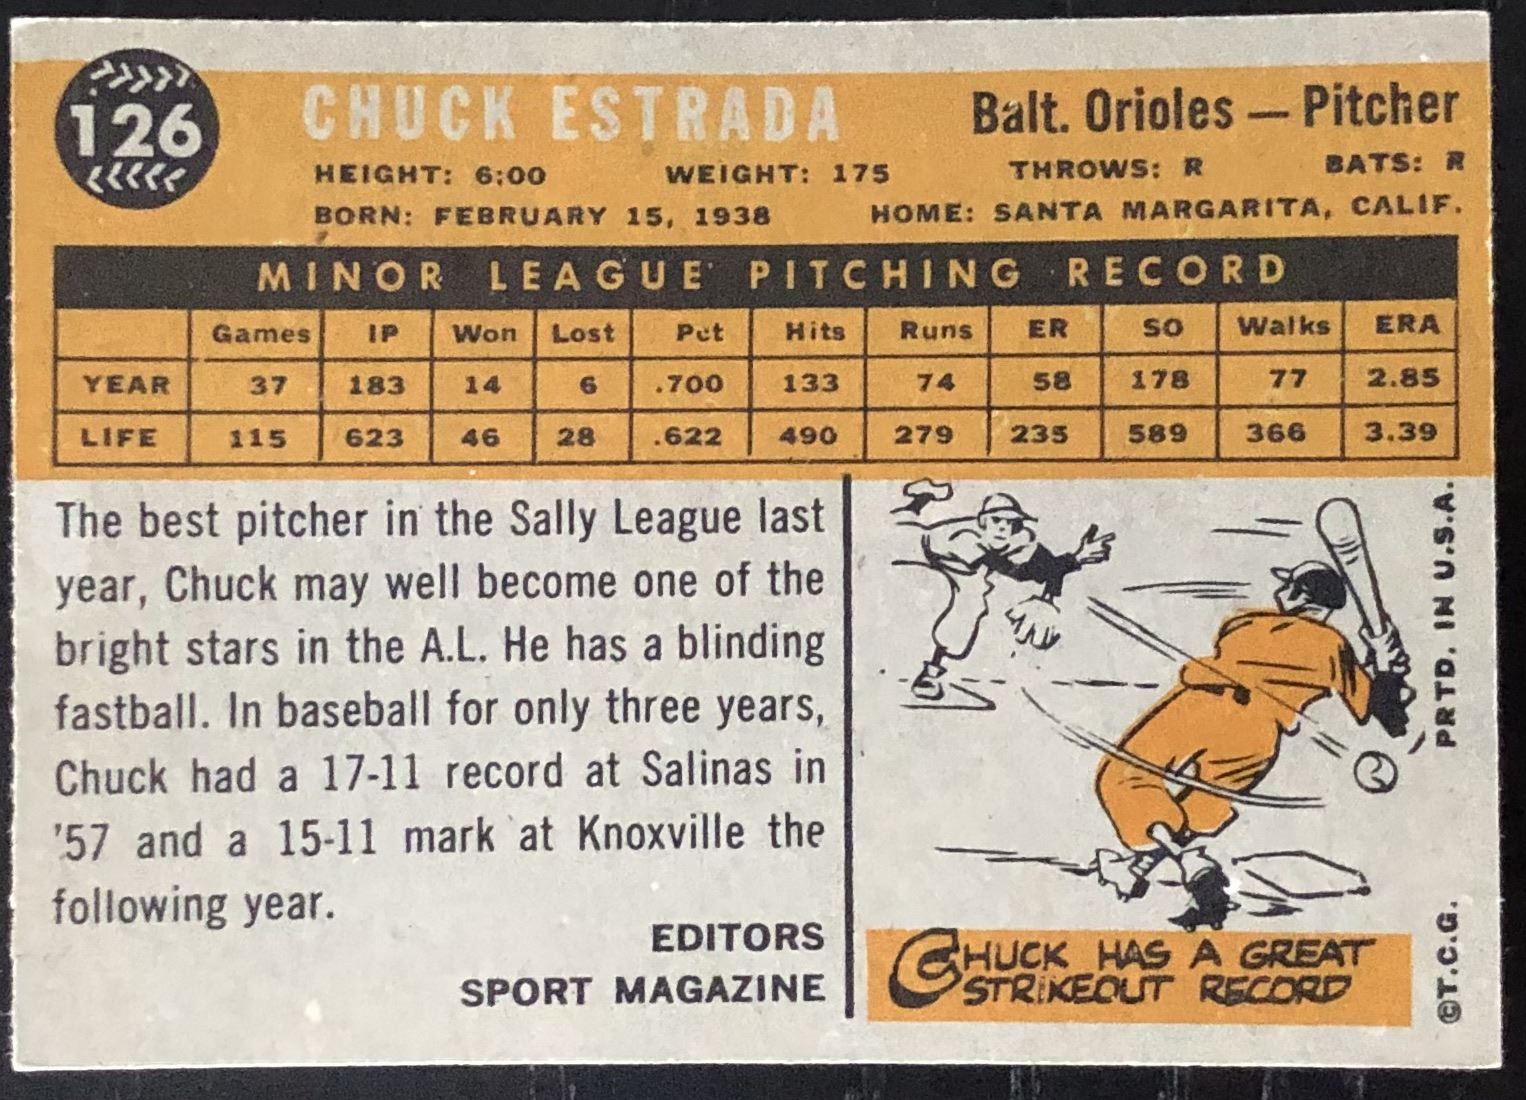 126
CHUCK ESTRADA
Balt. Orioles — Pitcher
HEIGHT: 6:00 WEIGHT: 175 THROWS: R BATS: R
BORN: FEBRUARY 15, 1938 HOME: SANTA MARGARITA, CALIF.
MINOR LEAGUE PITCHING RECORD
Games IP Won Lost Pct Hits Runs ER SO Walks ERA
YEAR 37 183 14 6 .700 133 74 58 178 77 2.85
LIFE 115 623 46 28 .622 490 279 235 589 366 3.39
The best pitcher in the Sally League last
year, Chuck may well become one of the
bright stars in the A.L. He has a blinding
fastball. In baseball for only three years,
Chuck had a 17-11 record at Salinas in
'57 and a 15-11 mark at Knoxville the
following year.
EDITORS
SPORT MAGAZINE
CHUCK HAS A GREAT
STRIKEOUT RECORD
©T.C.G. PRTD. IN U.S.A.